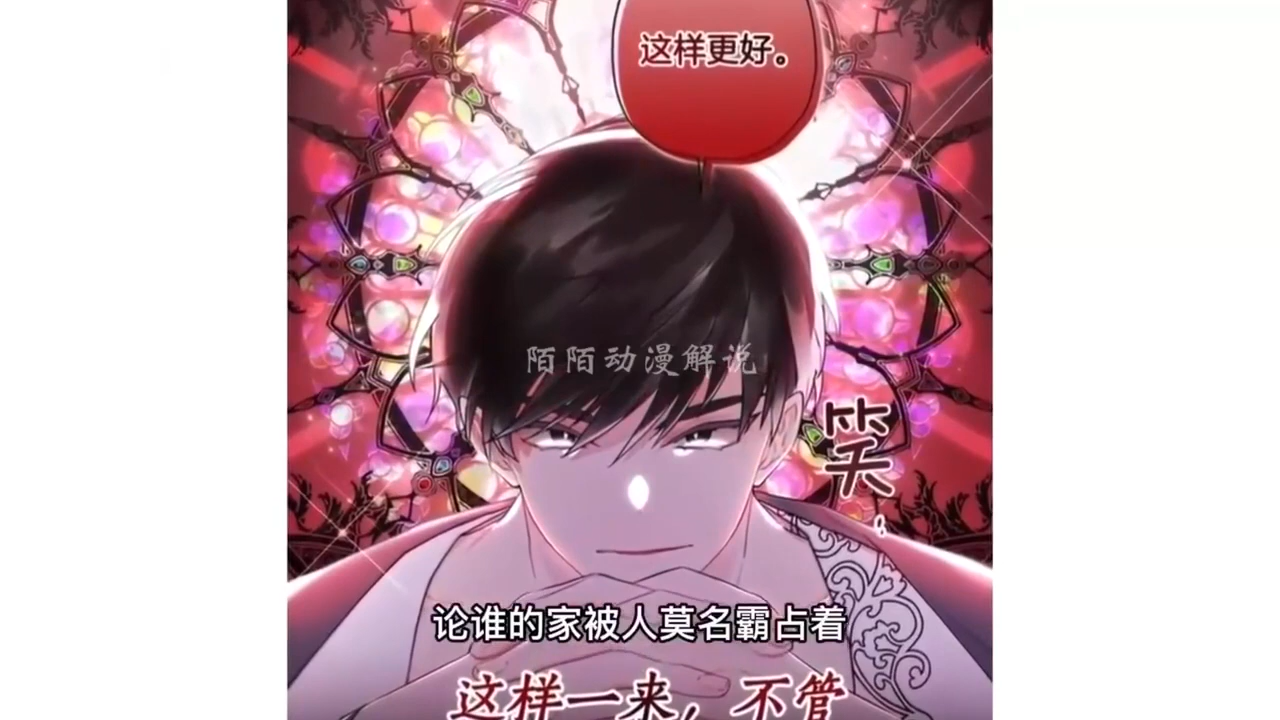 这样更好。
陌陌动漫解说
笑
论谁的家被人莫名霸占着
这样一来，不管